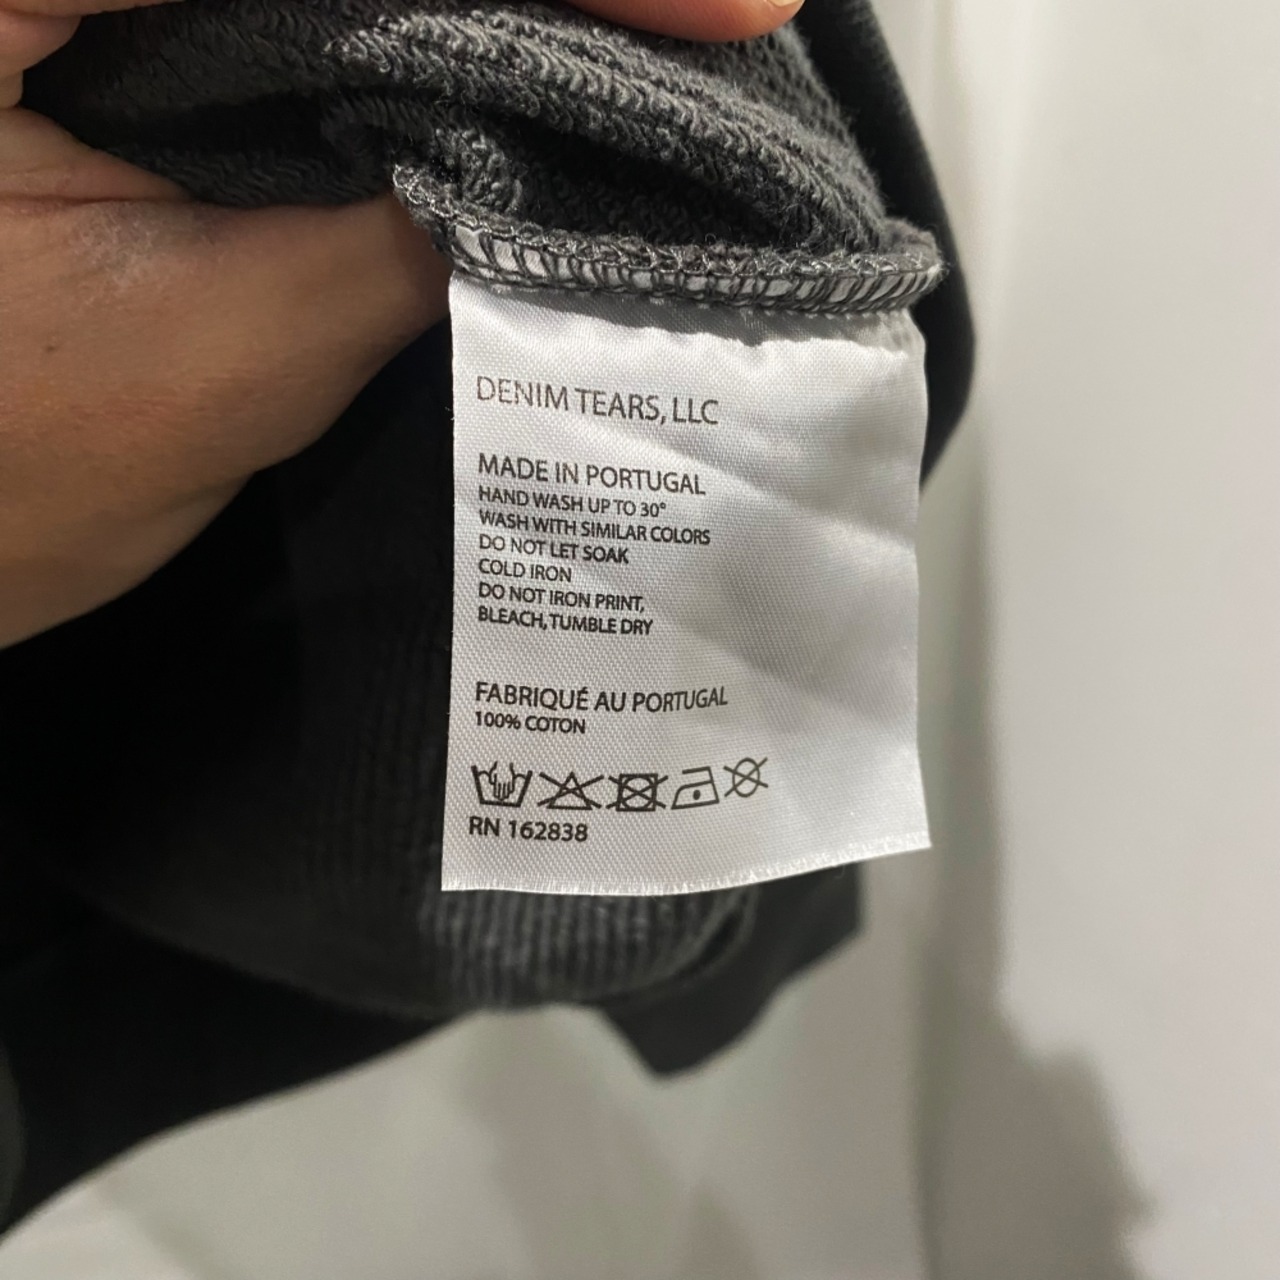 DENIM TEARS, LLC
MADE IN PORTUGAL
HAND WASH UP TO 30°
WASH WITH SIMILAR COLORS
DO NOT LET SOAK
COLD IRON
DO NOT IRON PRINT,
BLEACH, TUMBLE DRY
FABRIQUÉ AU PORTUGAL
100% COTON
RN 162838